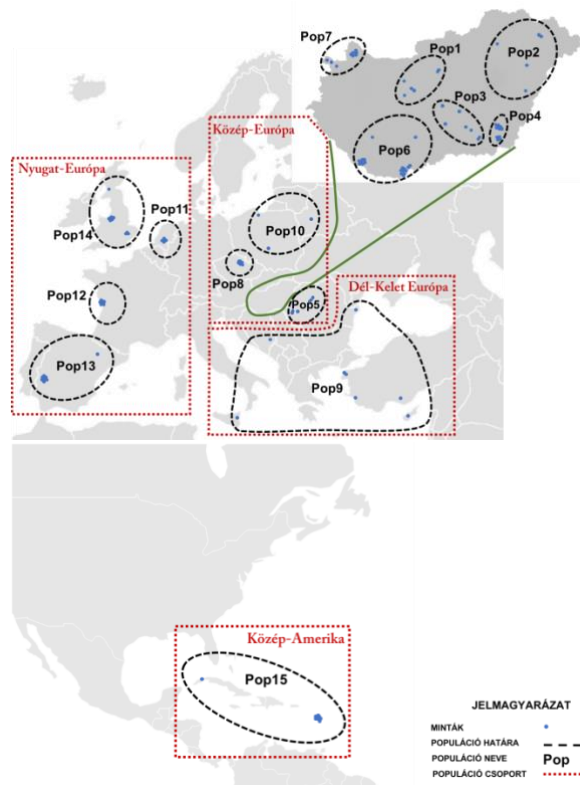 Pop7
Pop1
Pop2
Pop3
Pop4
Pop6
Közép-Európa
Nyugat-Európa
Pop11
Pop14
Pop10
Pop8
Pop12
Pop5
Dél-Kelet Európa
Pop13
Pop9
Közép-Amerika
Pop15
JELMAGYARÁZAT
MINTÁK
POPULÁCIÓ HATÁRA
POPULÁCIÓ NEVE Pop
POPULÁCIÓ CSOPORT